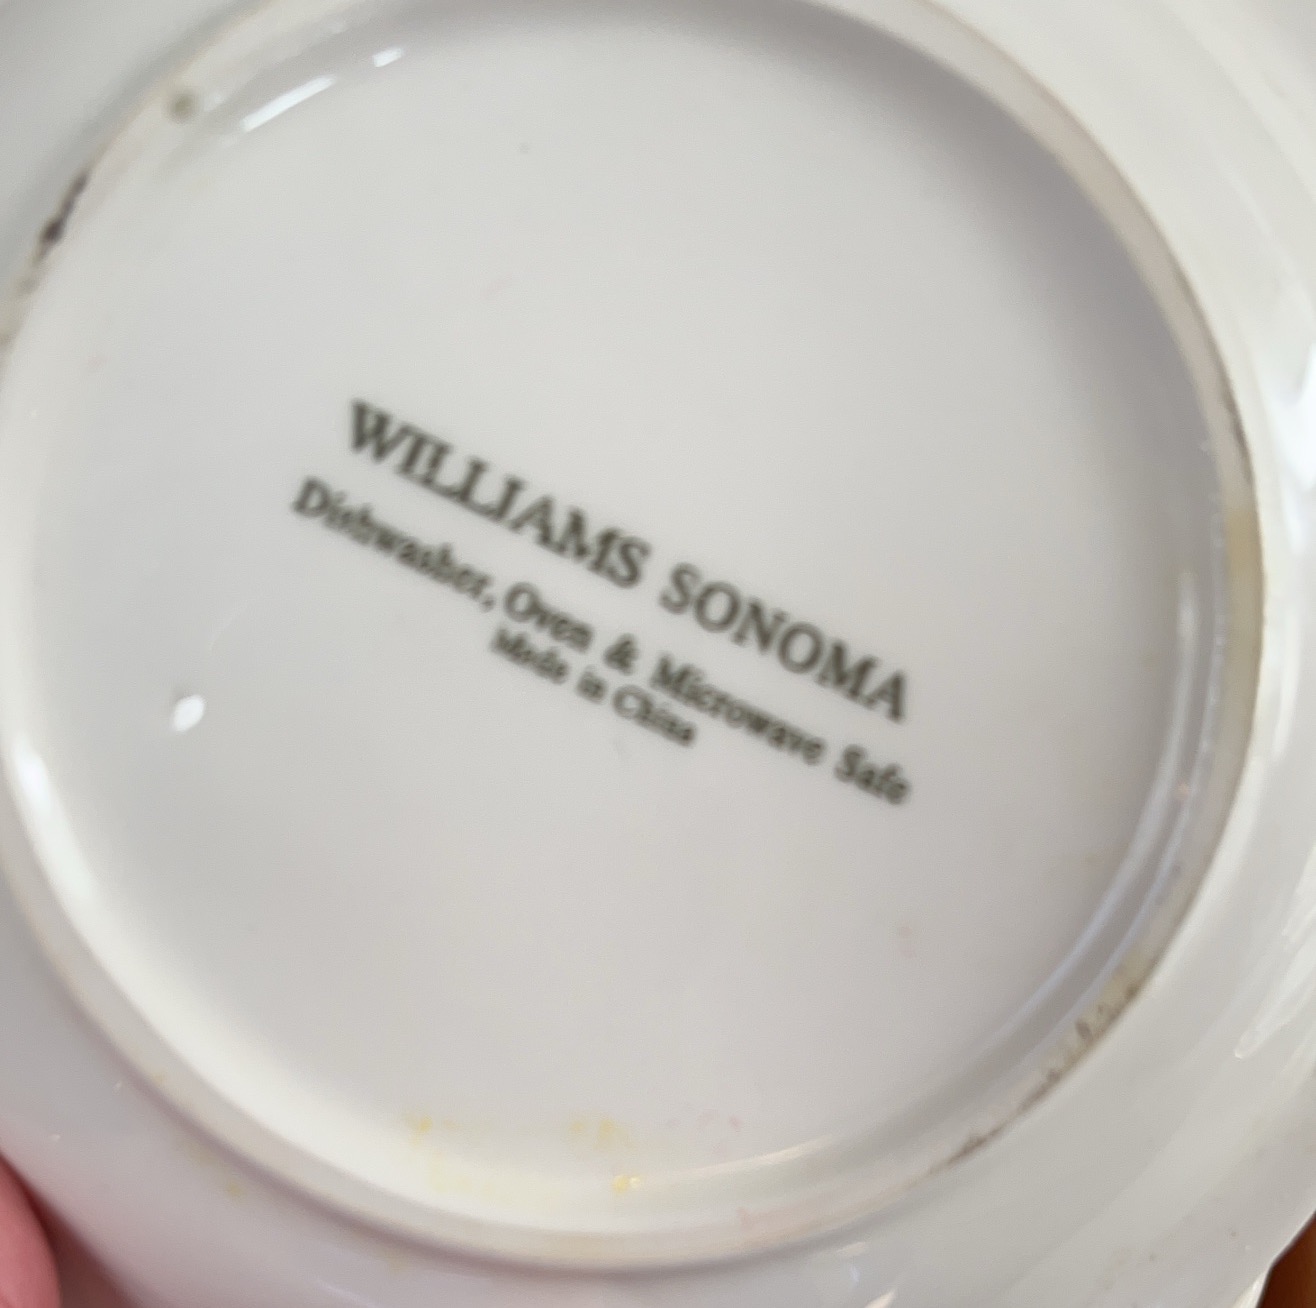 WILLIAMS SONOMA
Dishwasher, Oven & Microwave Safe
Made in China